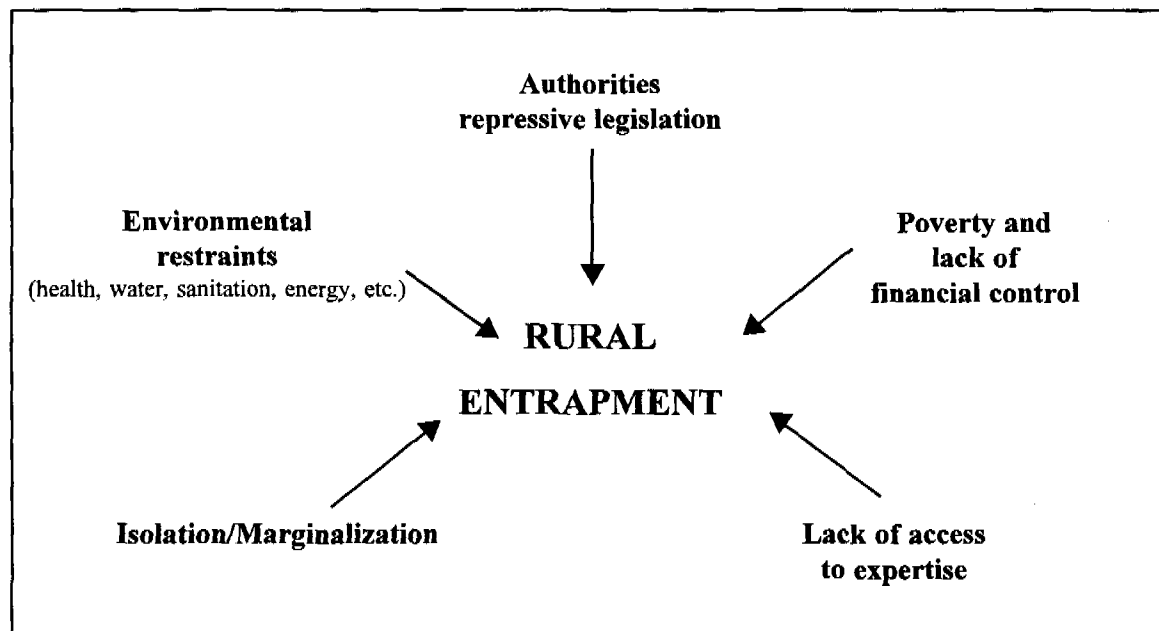 Authorities
repressive legislation
Environmental
restraints
(health, water, sanitation, energy, etc.)
Poverty and
lack of
financial control
RURAL
ENTRAPMENT
Isolation/Marginalization
Lack of access
to expertise